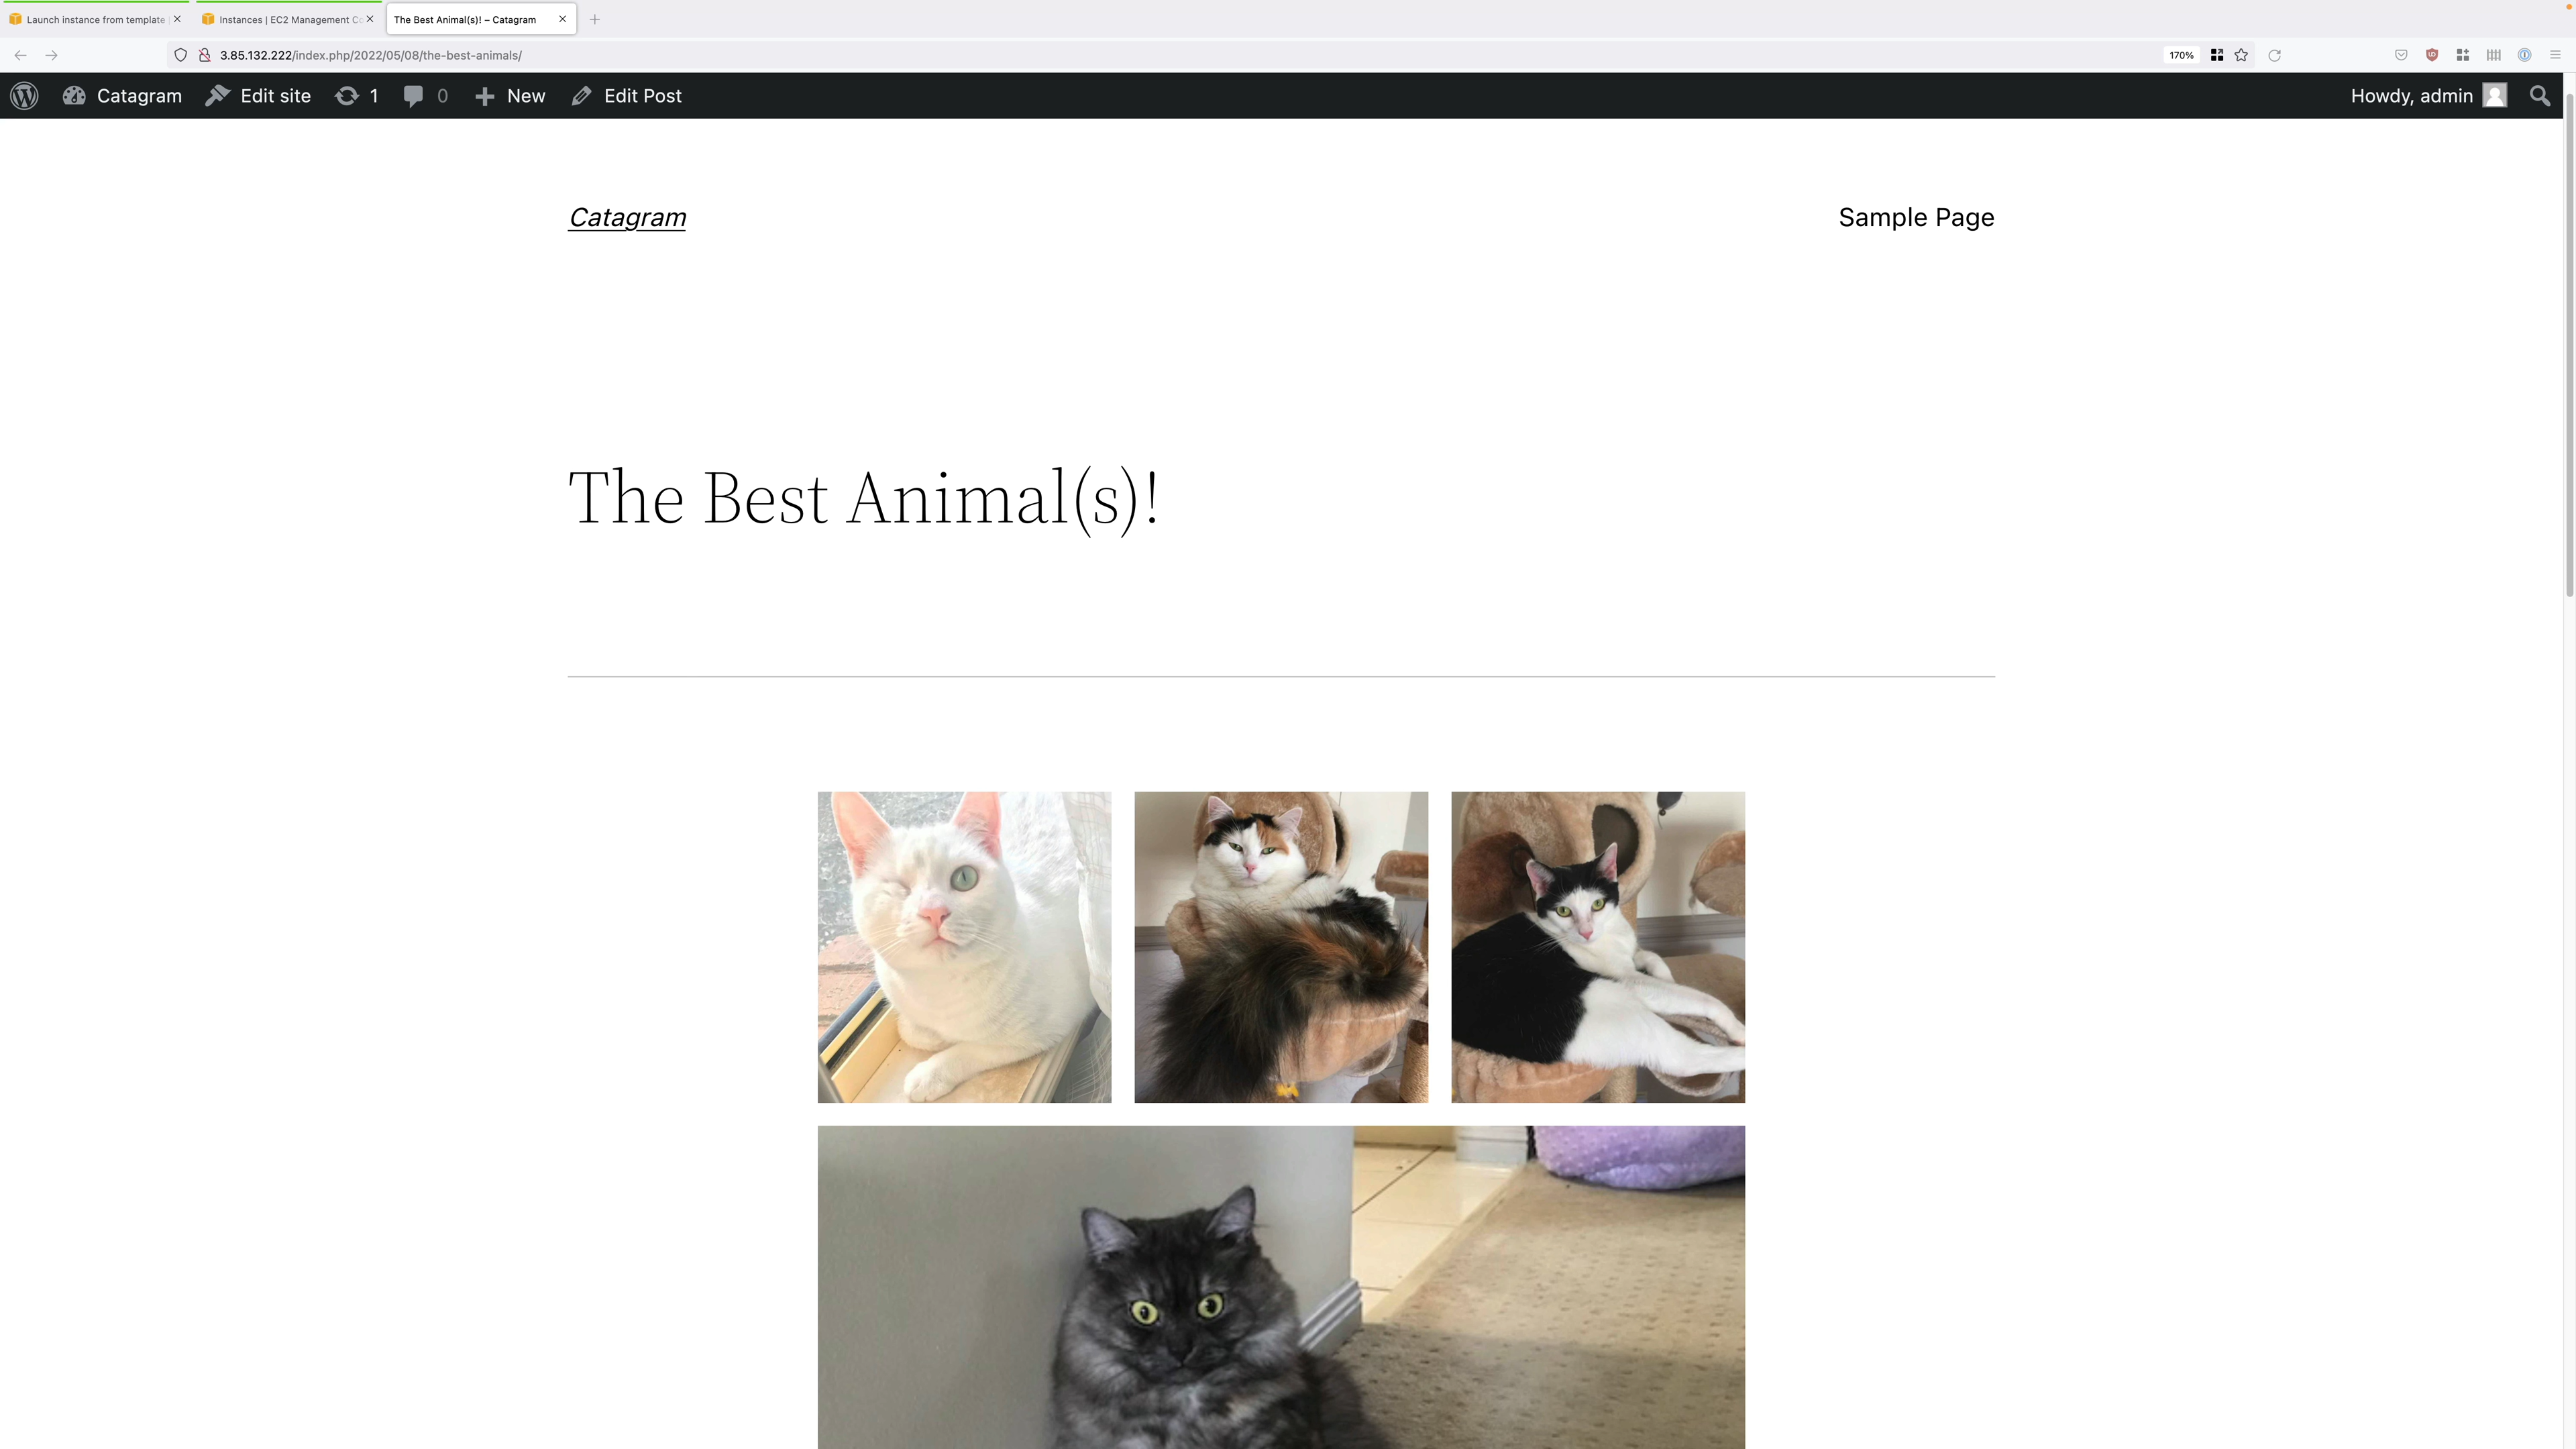 Launch instance from template
Instances | EC2 Management Co
The Best Animal(s)! – Catagram
3.85.132.222/index.php/2022/05/08/the-best-animals/
170%
Catagram
Edit site
1
0
New
Edit Post
Howdy, admin
Catagram
Sample Page
The Best Animal(s)!